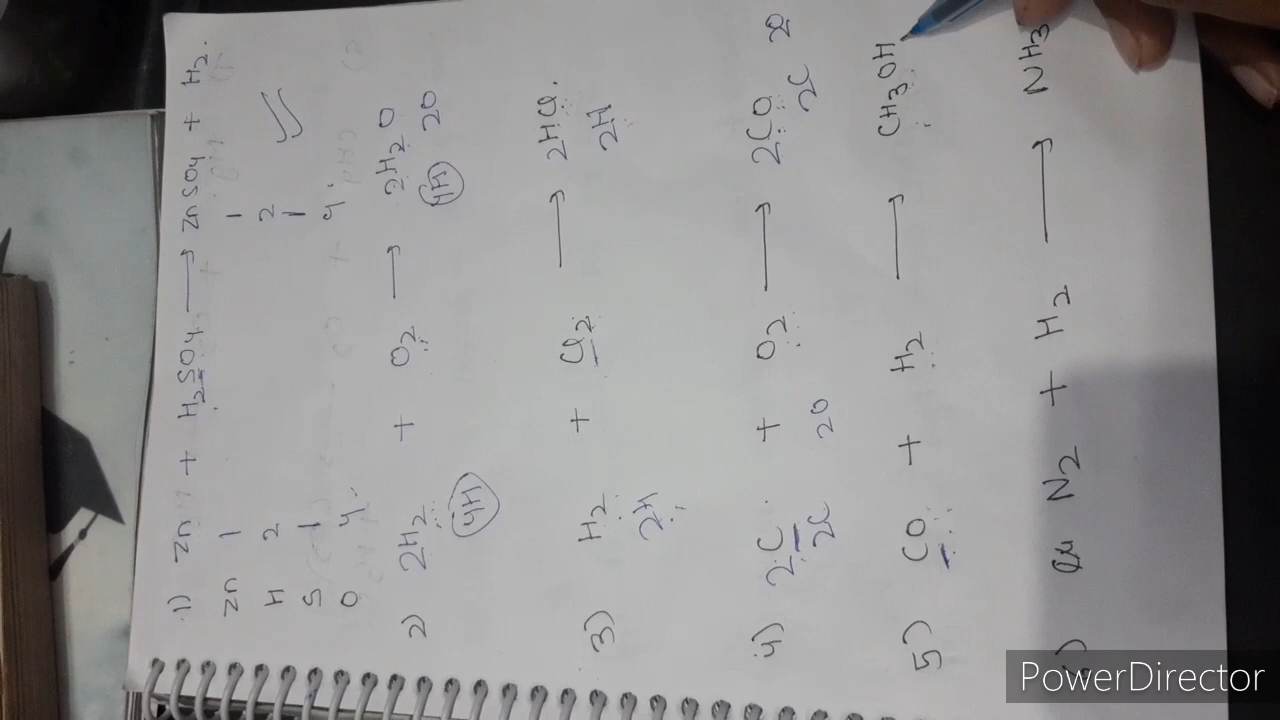 1) Zn + H2SO4 → ZnSO4 + H2.
Zn 1 1
H 2 2
S 1 1
O 4 4
2) 2H2 + O2 → 2H2O
4H 4H 2O
3) H2 + Cl2 → 2HCl.
2H 2H
4) 2C + O2 → 2CO
2C 2O 2C
5) CO + H2 → CH3OH
N2 + H2 → NH3
PowerDirector